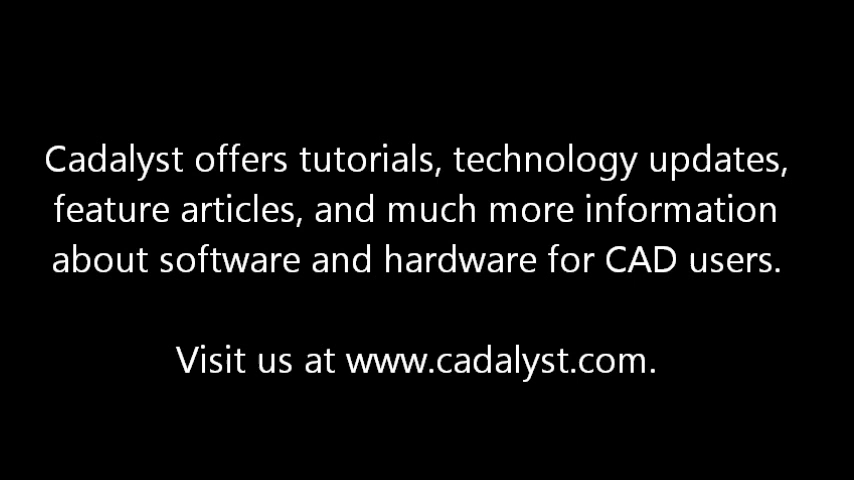 Cadalyst offers tutorials, technology updates,
feature articles, and much more information
about software and hardware for CAD users.
Visit us at www.cadalyst.com.